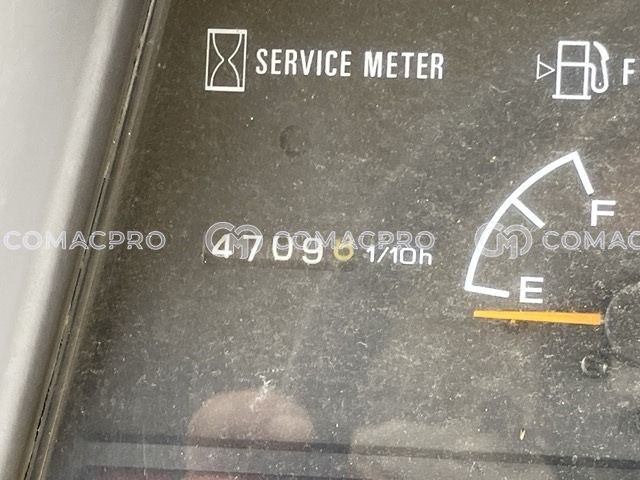 SERVICE METER
F
47096 1/10h
F
E
COMACPRO COMACPRO COMACPRO